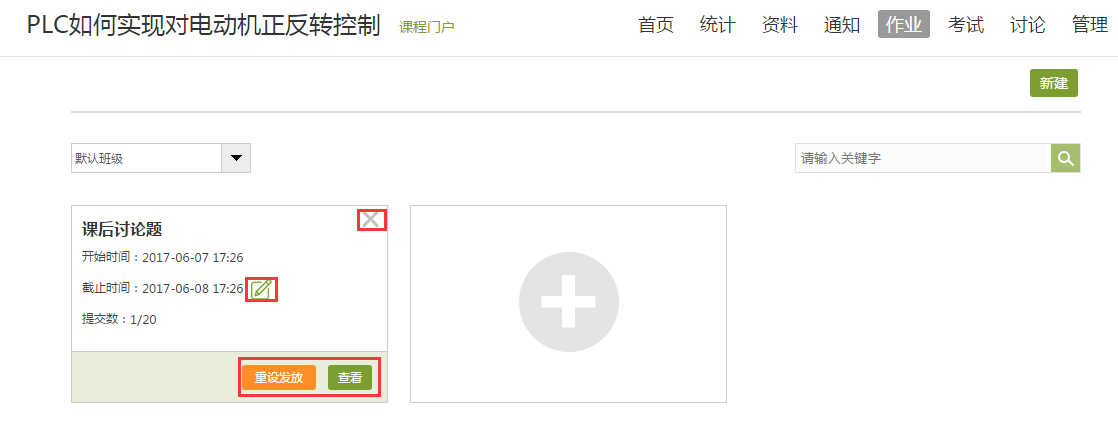 PLC如何实现对电动机正反转控制 课程门户 首页 统计 资料 通知 作业 考试 讨论 管理
新建
默认班级 请输入关键字
课后讨论题
开始时间：2017-06-07 17:26
截止时间：2017-06-08 17:26
提交数：1/20
重设发放 查看